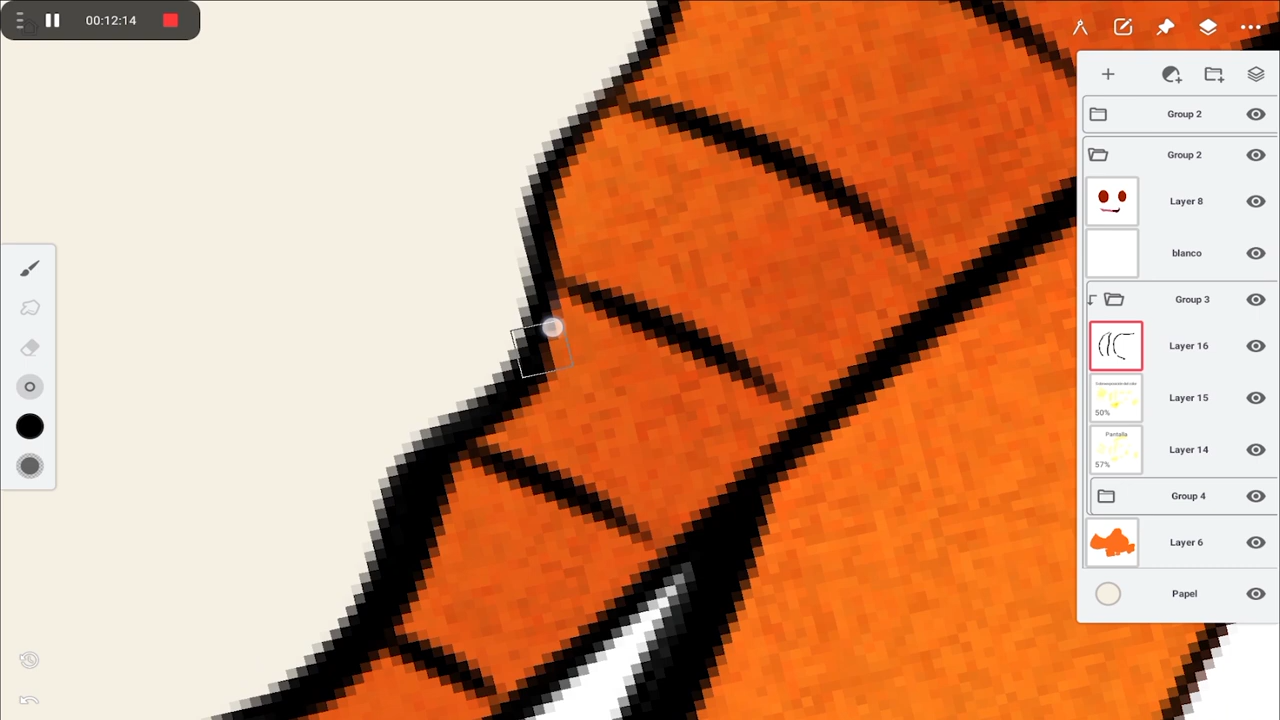 00:12:14
Group 2
Group 2
Layer 8
blanco
Group 3
Layer 16
Layer 15
50%
Pantalla
Layer 14
57%
Group 4
Layer 6
Papel